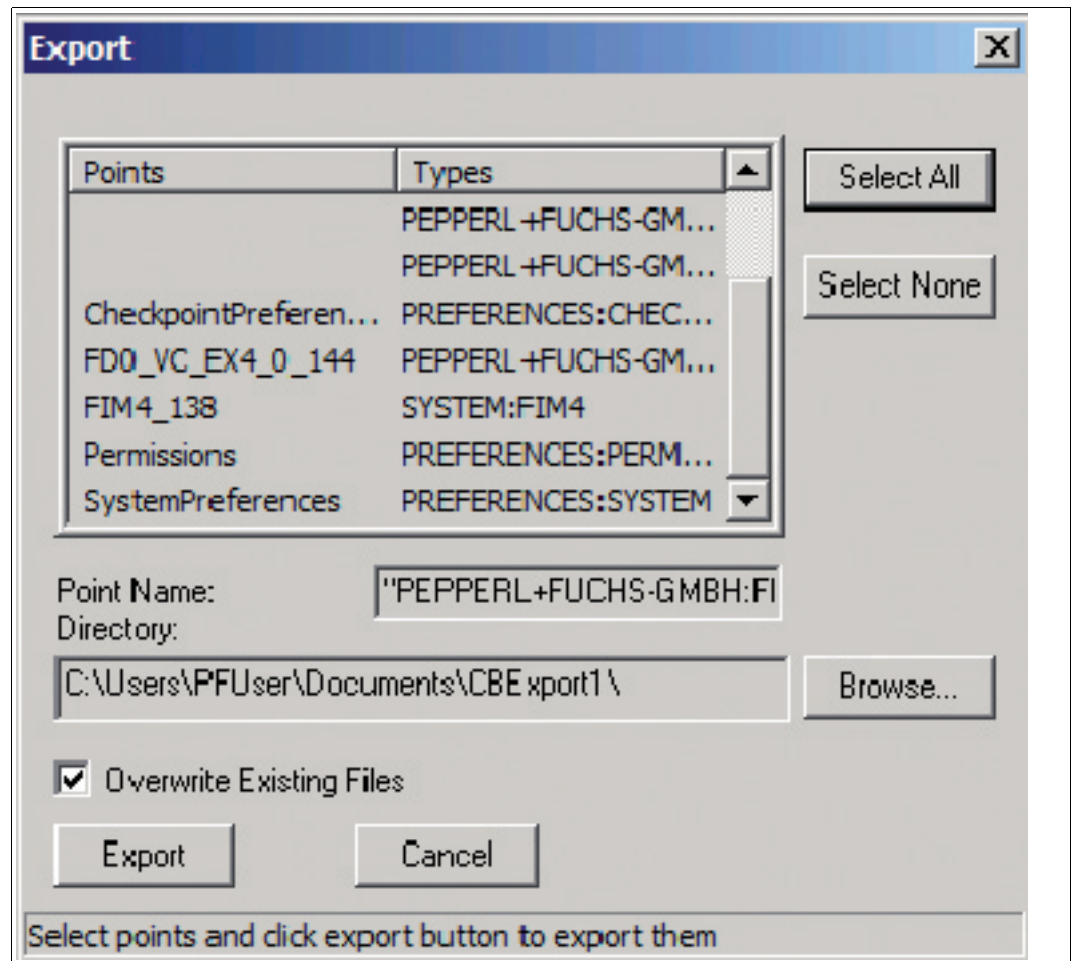 Export
Points Types
PEPPERL+FUCHS-GM...
PEPPERL+FUCHS-GM...
CheckpointPreferen... PREFERENCES:CHEC...
FD0_VC_EX4_0_144 PEPPERL+FUCHS-GM...
FIM4_138 SYSTEM:FIM4
Permissions PREFERENCES:PERM...
SystemPreferences PREFERENCES:SYSTEM
Select All
Select None
Point Name: "PEPPERL+FUCHS-GMBH:FI
Directory:
C:\Users\PFUser\Documents\CBExport1\
Browse...
Overwrite Existing Files
Export Cancel
Select points and click export button to export them